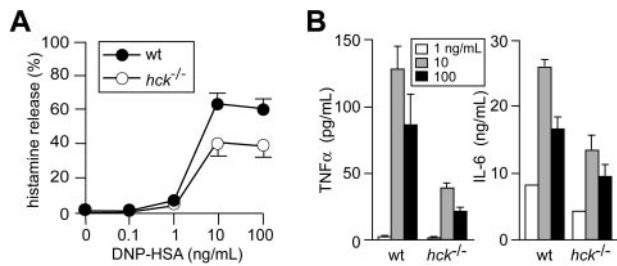 A
wt
hck-/-
histamine release (%)
100
80
60
40
20
0
0 0.1 1 10 100
DNP-HSA (ng/mL)
B
1 ng/mL
10
100
TNFα
(pg/mL)
150
100
50
0
wt hck-/-
IL-6
(ng/mL)
30
20
10
0
wt hck-/-